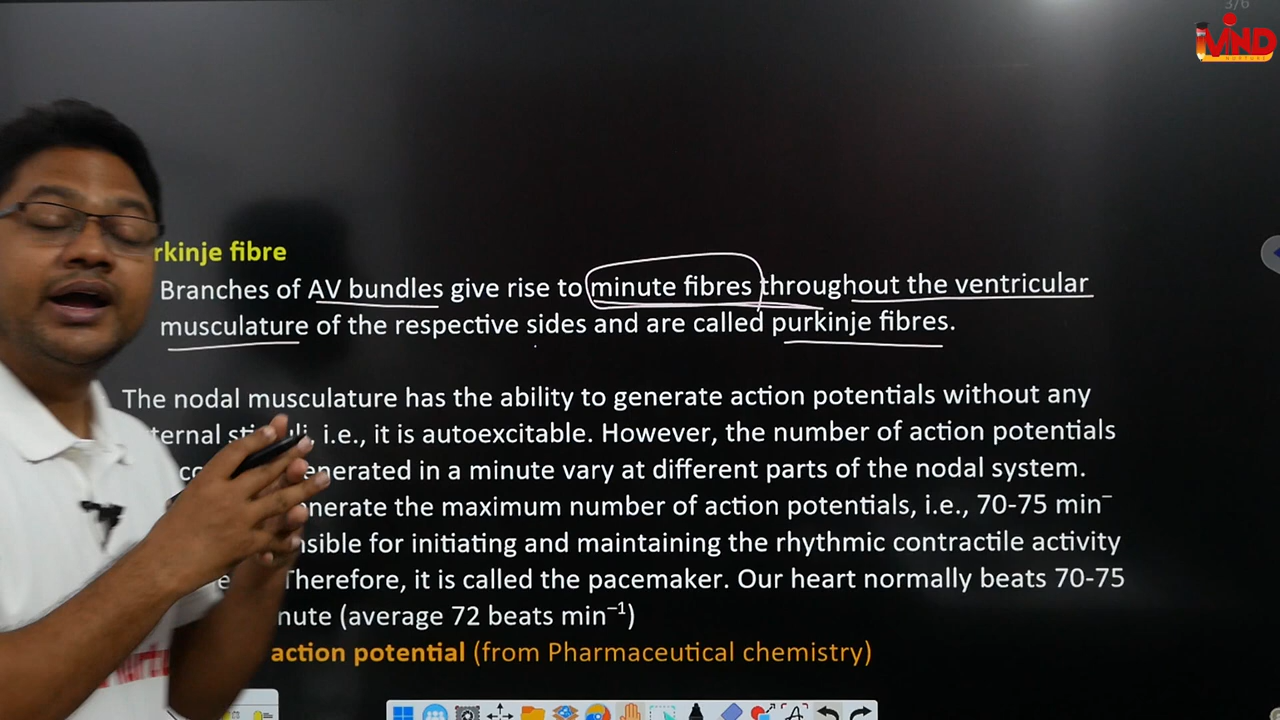 3/6
MIND
rkinje fibre
Branches of AV bundles give rise to minute fibres throughout the ventricular
musculature of the respective sides and are called purkinje fibres.
The nodal musculature has the ability to generate action potentials without any
ternal i.e., it is autoexcitable. However, the number of action potentials
enerated in a minute vary at different parts of the nodal system.
nerate the maximum number of action potentials, i.e., 70-75 min⁻
nsible for initiating and maintaining the rhythmic contractile activity
Therefore, it is called the pacemaker. Our heart normally beats 70-75
nute (average 72 beats min⁻¹)
action potential (from Pharmaceutical chemistry)